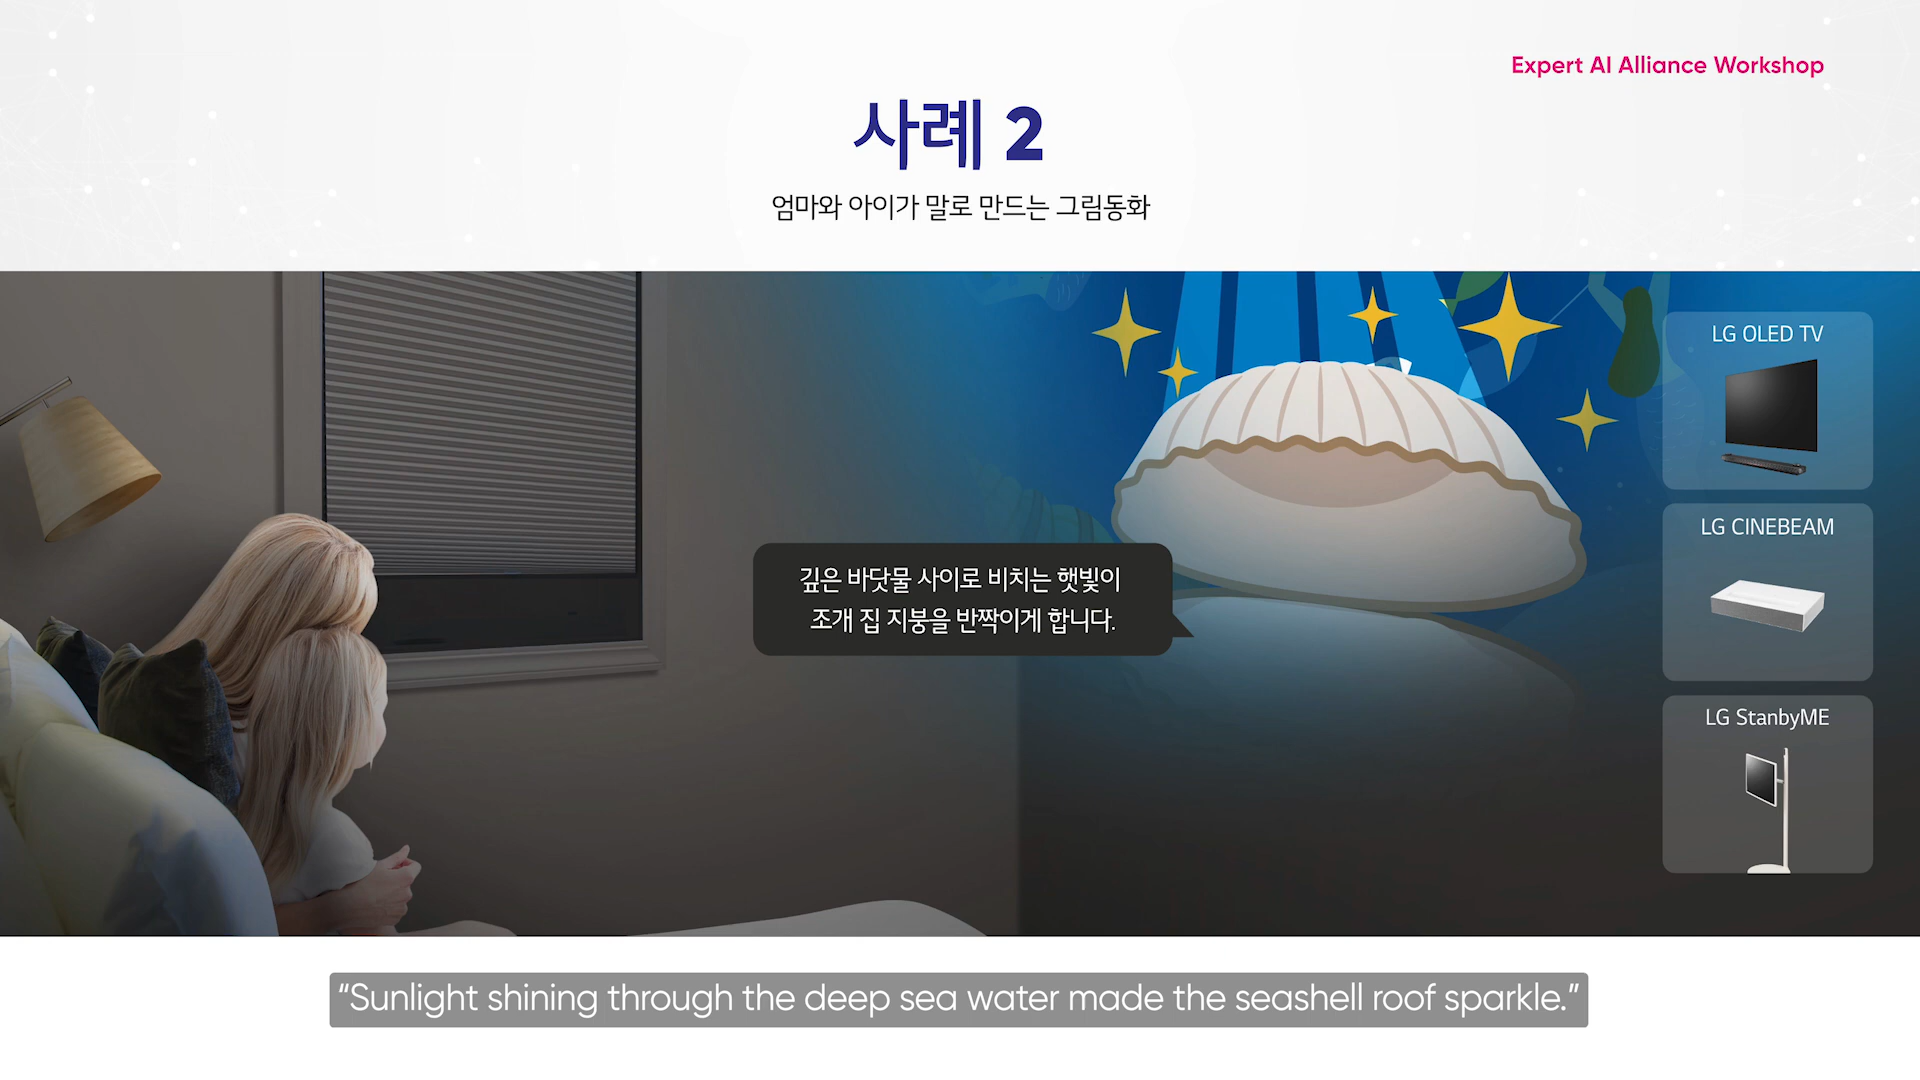 Expert AI Alliance Workshop
사례 2
엄마와 아이가 말로 만드는 그림동화
깊은 바닷물 사이로 비치는 햇빛이
조개 집 지붕을 반짝이게 합니다.
LG OLED TV
LG CINEBEAM
LG StanbyME
“Sunlight shining through the deep sea water made the seashell roof sparkle.”